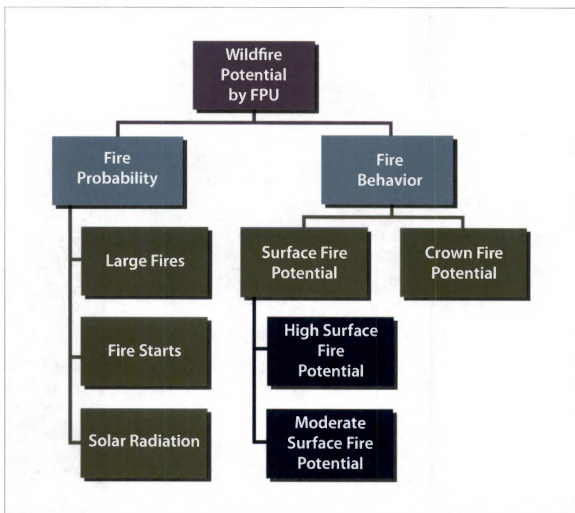 Wildfire
Potential
by FPU
Fire
Probability
Fire
Behavior
Large Fires
Surface Fire
Potential
Crown Fire
Potential
Fire Starts
High Surface
Fire
Potential
Solar Radiation
Moderate
Surface Fire
Potential